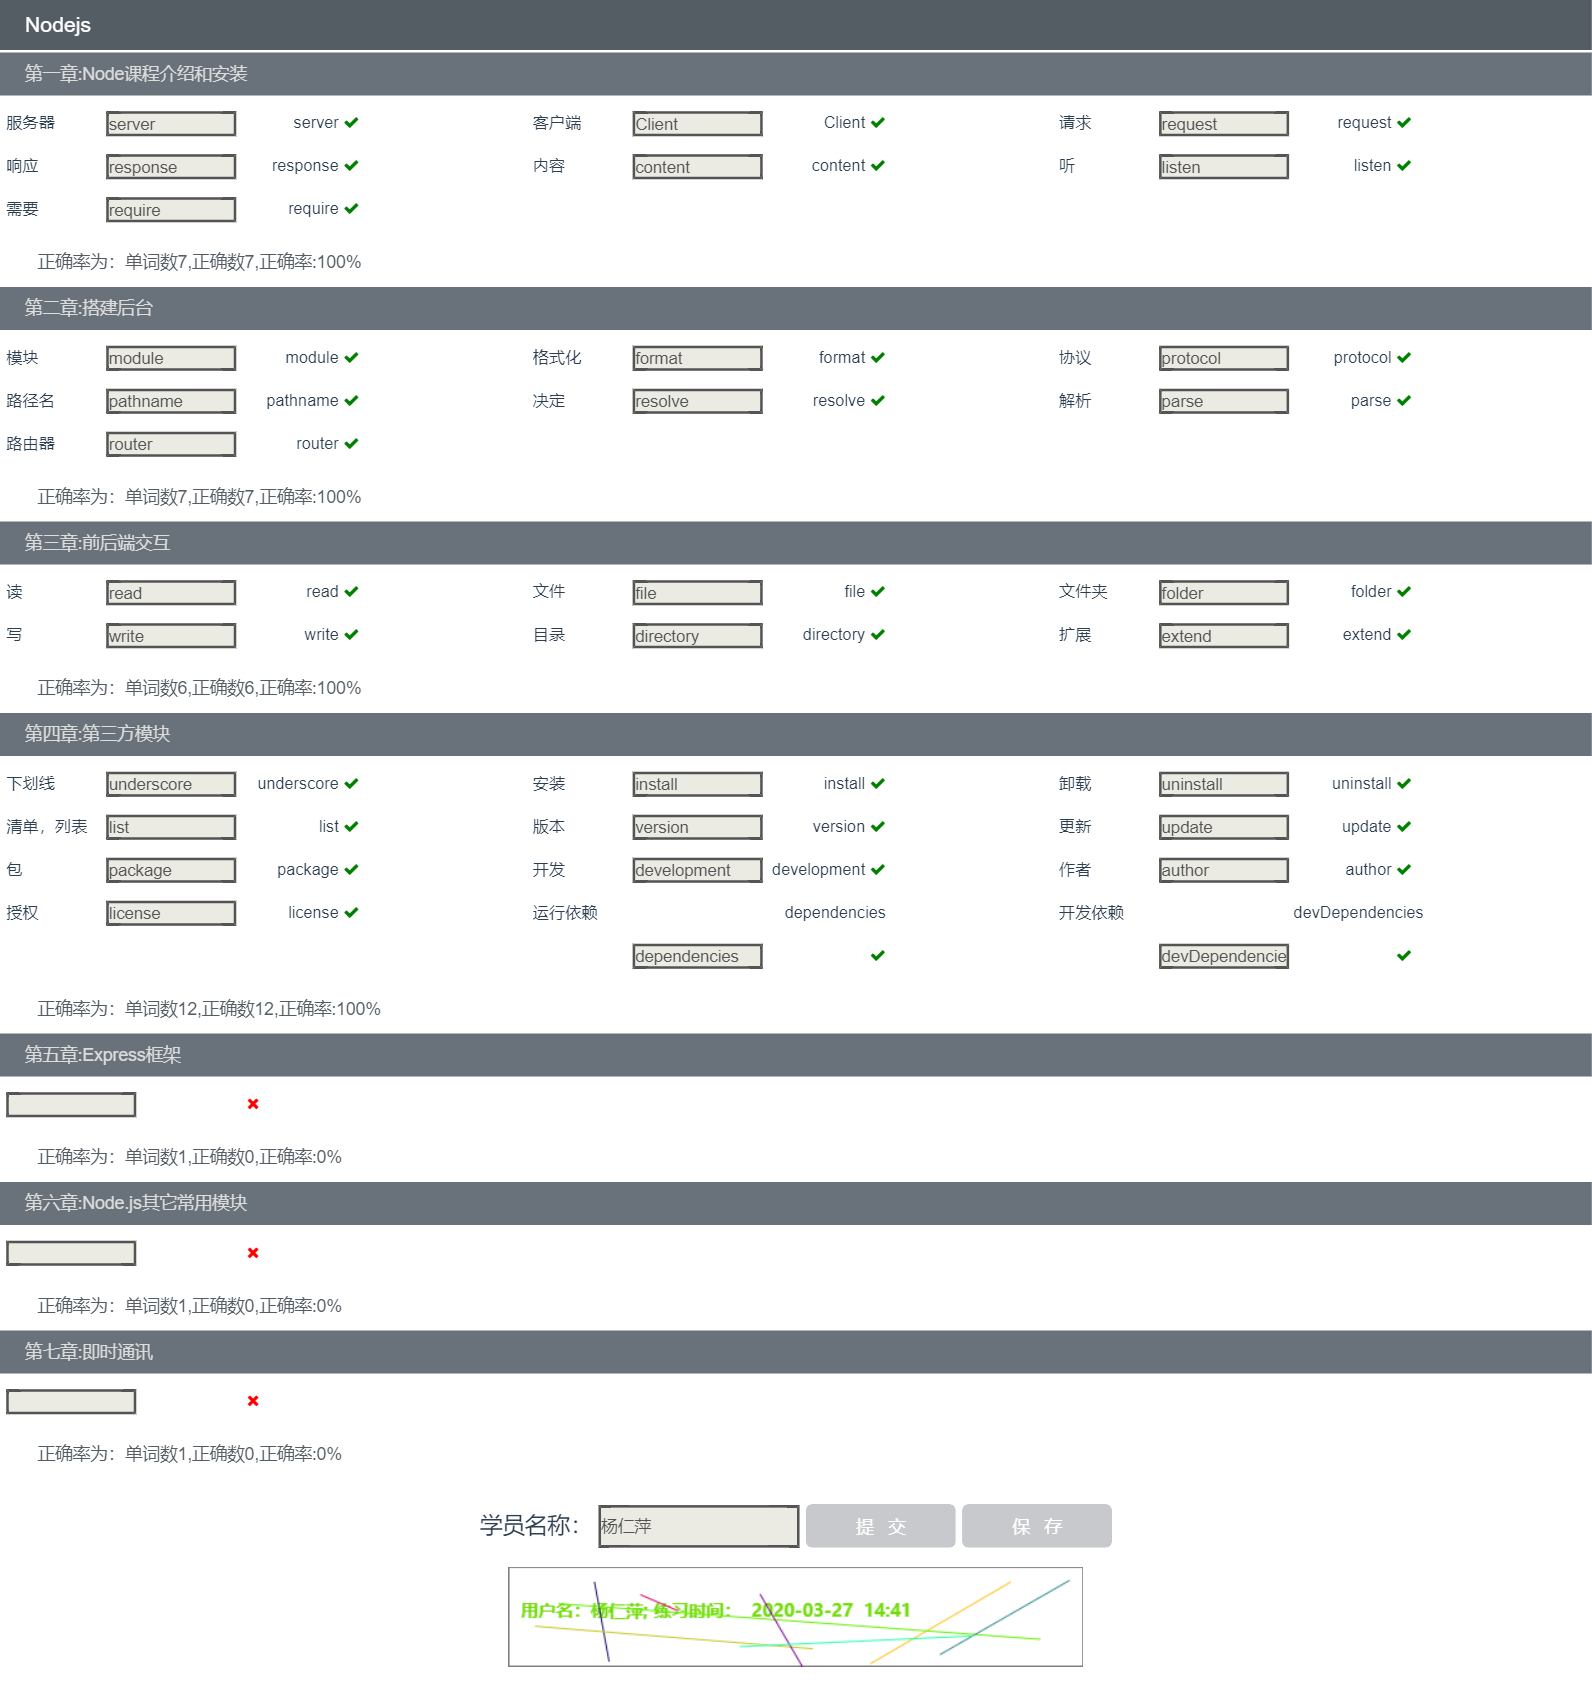 Nodejs
第一章:Node课程介绍和安装
服务器 server server 客户端 Client Client 请求 request request
响应 response response 内容 content content 听 listen listen
需要 require require
正确率为：单词数7,正确数7,正确率:100%
第二章:搭建后台
模块 module module 格式化 format format 协议 protocol protocol
路径名 pathname pathname 决定 resolve resolve 解析 parse parse
路由器 router router
正确率为：单词数7,正确数7,正确率:100%
第三章:前后端交互
读 read read 文件 file file 文件夹 folder folder
写 write write 目录 directory directory 扩展 extend extend
正确率为：单词数6,正确数6,正确率:100%
第四章:第三方模块
下划线 underscore underscore 安装 install install 卸载 uninstall uninstall
清单，列表 list list 版本 version version 更新 update update
包 package package 开发 development development 作者 author author
授权 license license 运行依赖 dependencies 开发依赖 devDependencies
dependencies devDependencie
正确率为：单词数12,正确数12,正确率:100%
第五章:Express框架
正确率为：单词数1,正确数0,正确率:0%
第六章:Node.js其它常用模块
正确率为：单词数1,正确数0,正确率:0%
第七章:即时通讯
正确率为：单词数1,正确数0,正确率:0%
学员名称： 杨仁萍 提 交 保 存
用户名：杨仁萍; 练习时间： 2020-03-27 14:41